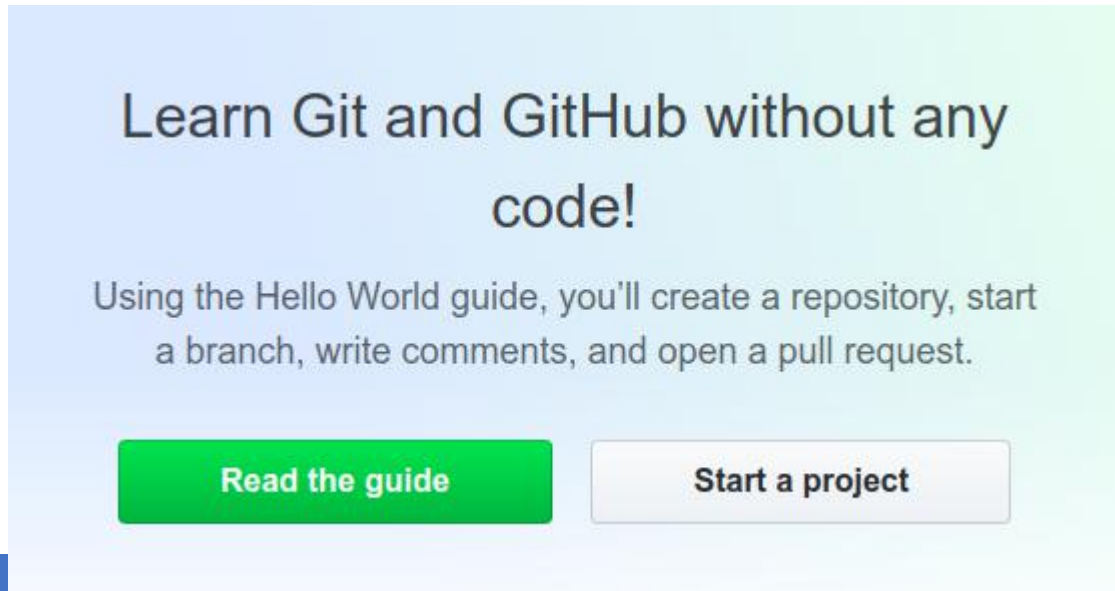 Learn Git and GitHub without any
code!
Using the Hello World guide, you’ll create a repository, start
a branch, write comments, and open a pull request.
Read the guide
Start a project